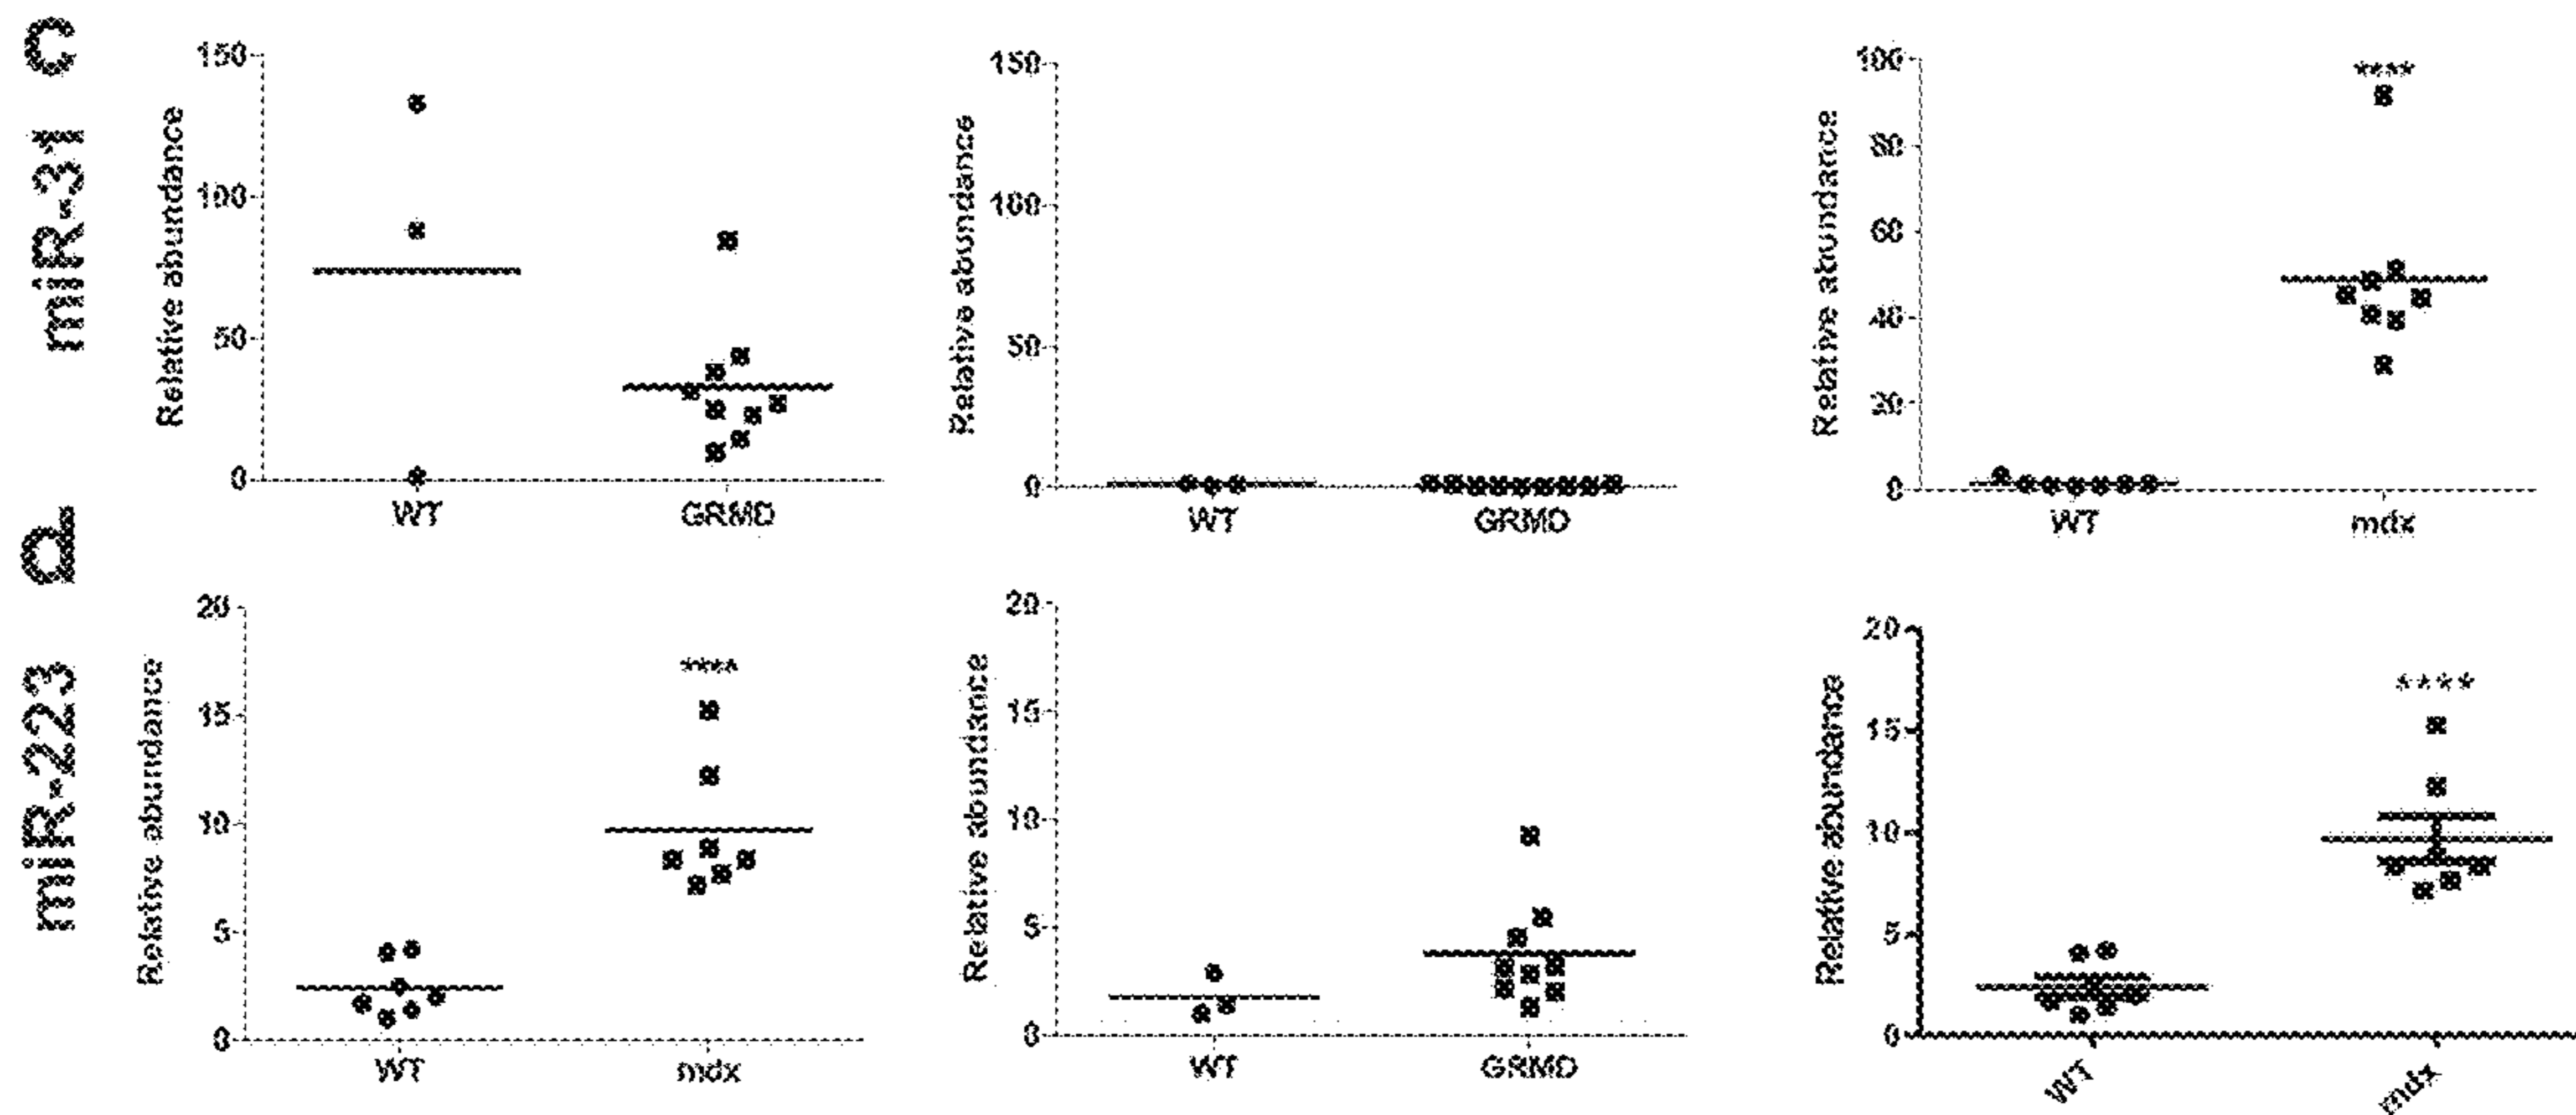 C
miR-31
Relative abundance
150
100
50
0
WT
GRMD
Relative abundance
150
100
50
0
WT
GRMD
Relative abundance
100
80
60
40
20
0
****
WT
mdx
D
miR-223
Relative abundance
20
15
10
5
0
****
WT
mdx
Relative abundance
20
15
10
5
0
WT
GRMD
Relative abundance
20
15
10
5
0
****
WT
mdx